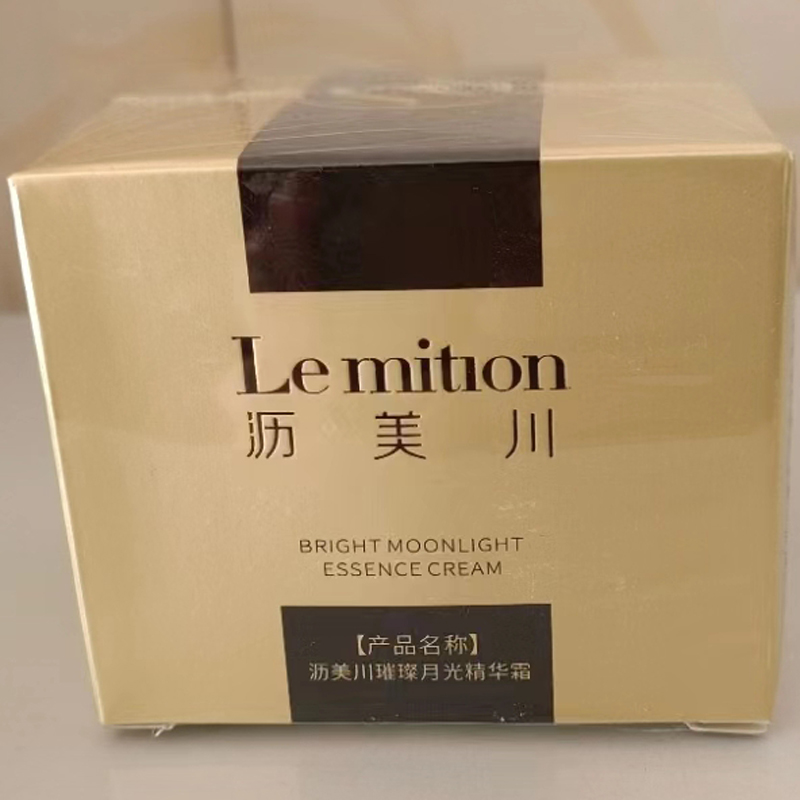 Le mition
沥美川
BRIGHT MOONLIGHT
ESSENCE CREAM
【产品名称】
沥美川璀璨月光精华霜